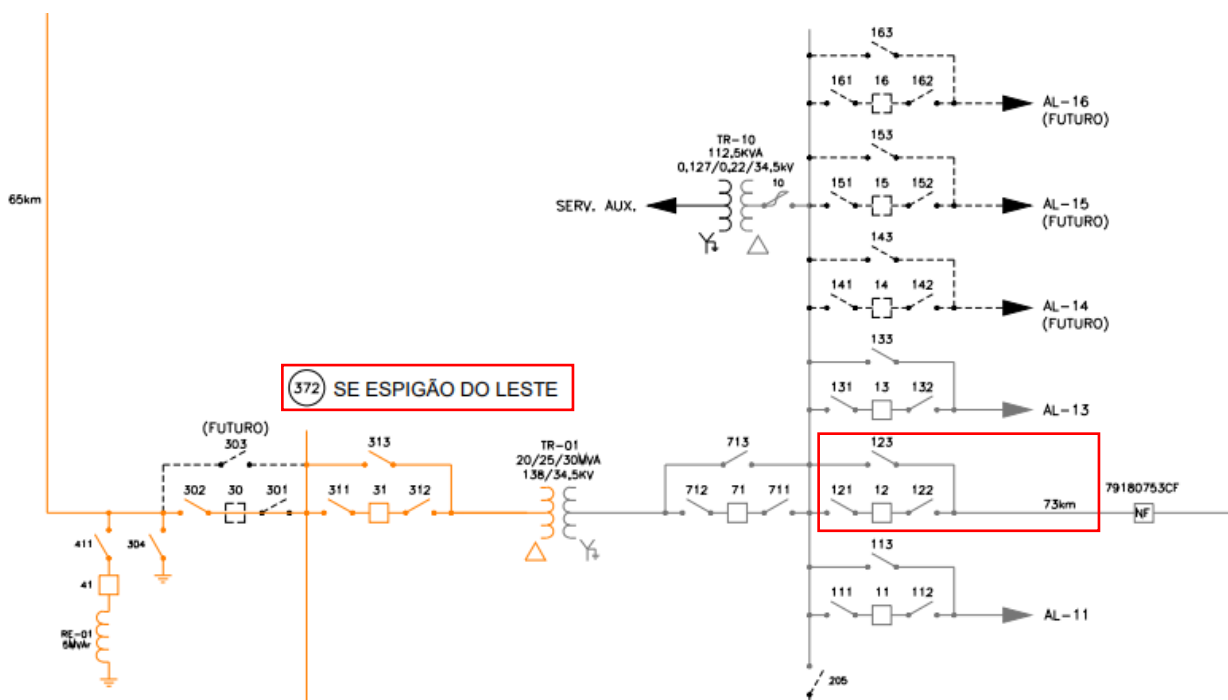 163
161 16 162
AL-16
(FUTURO)
TR-10
112,5KVA
0,127/0,22/34,5kV
10
153
151 15 152
AL-15
(FUTURO)
65km
SERV. AUX.
143
141 14 142
AL-14
(FUTURO)
133
131 13 132
AL-13
372 SE ESPIGÃO DO LESTE
(FUTURO)
303
313
TR-01
20/25/30MVA
138/34,5KV
713
123
302 30 301
311 31 312
712 71 711
121 12 122
73km
79180753CF
NF
411
304
41
RE-01
5MVAr
113
111 11 112
AL-11
205